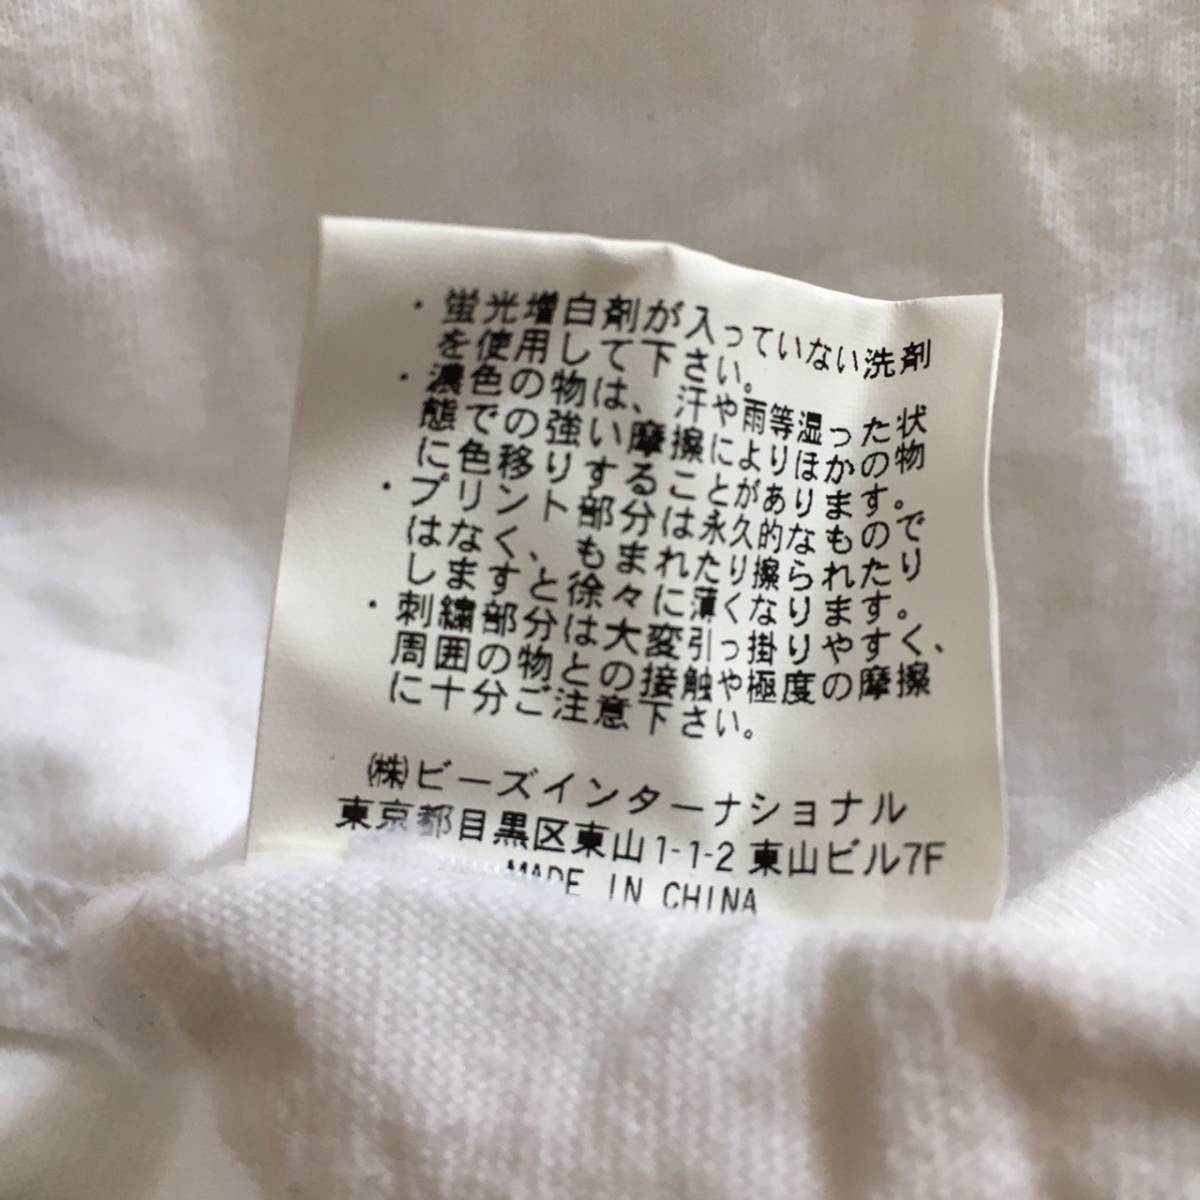 ・蛍光増白剤が入っていない洗剤
を使用して下さい。
・濃色の物は、汗や雨等湿った状
態での強い摩擦によりほかの物
に色移りすることがあります。
・プリント部分は永久的なもので
はなく、もまれたり擦られたり
しますと徐々に薄くなります。
・刺繍部分は大変引っ掛りやすく、
周囲の物との接触や極度の摩擦
に十分ご注意下さい。
(株)ビーズインターナショナル
東京都目黒区東山1-1-2 東山ビル7F
MADE IN CHINA